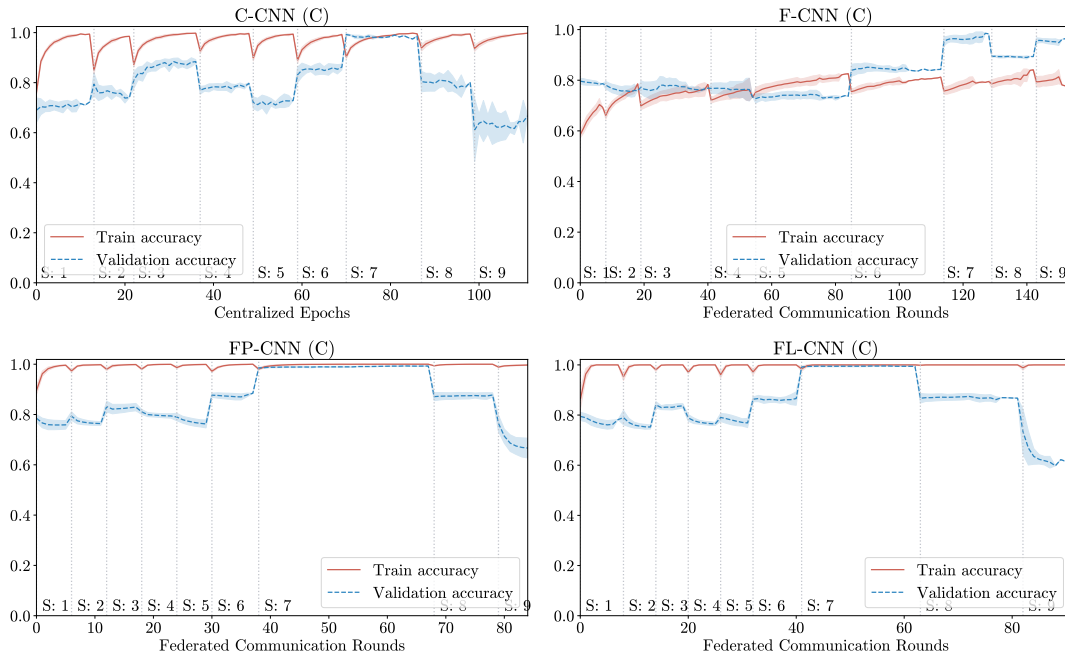 C-CNN (C)
1.0
0.8
0.6
0.4
0.2
0.0
Train accuracy
Validation accuracy
S: 1 S: 2 S: 3 S: 4 S: 5 S: 6 S: 7 S: 8 S: 9
0 20 40 60 80 100
Centralized Epochs
F-CNN (C)
1.0
0.8
0.6
0.4
0.2
0.0
Train accuracy
Validation accuracy
S: 1 S: 2 S: 3 S: 4 S: 5 S: 6 S: 7 S: 8 S: 9
0 20 40 60 80 100 120 140
Federated Communication Rounds
FP-CNN (C)
1.0
0.8
0.6
0.4
0.2
0.0
Train accuracy
Validation accuracy
S: 1 S: 2 S: 3 S: 4 S: 5 S: 6 S: 7 S: 8 S: 9
0 10 20 30 40 50 60 70 80
Federated Communication Rounds
FL-CNN (C)
1.0
0.8
0.6
0.4
0.2
0.0
Train accuracy
Validation accuracy
S: 1 S: 2 S: 3 S: 4 S: 5 S: 6 S: 7 S: 8 S: 9
0 20 40 60 80
Federated Communication Rounds